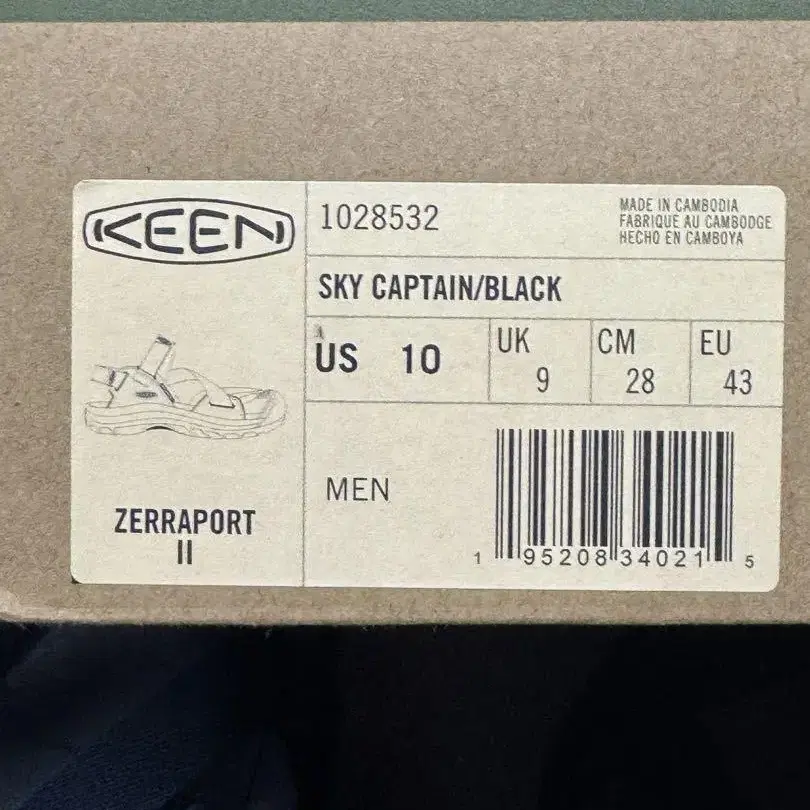 KEEN
1028532
MADE IN CAMBODIA
FABRIQUE AU CAMBODGE
HECHO EN CAMBOYA
SKY CAPTAIN/BLACK
US 10
UK 9
CM 28
EU 43
MEN
ZERRAPORT
II
1 95208 34021 5